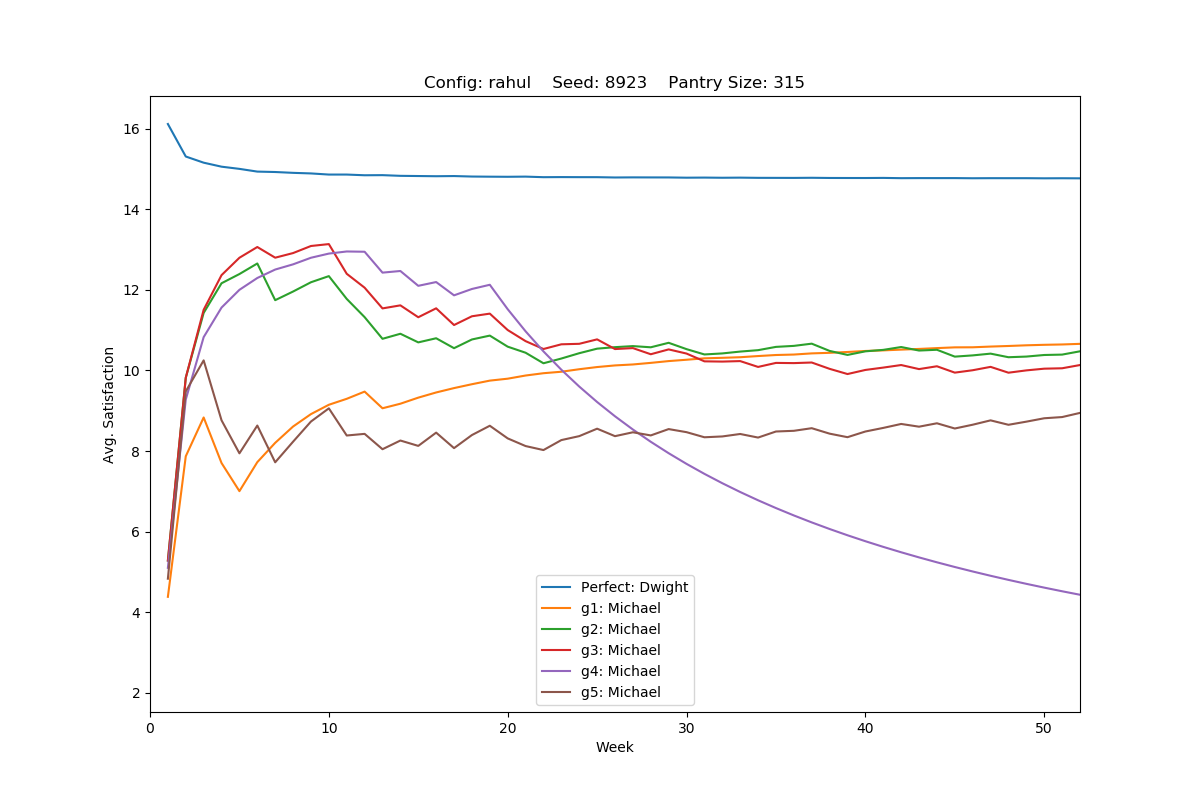 Config: rahul    Seed: 8923    Pantry Size: 315
16
14
12
10
8
6
4
2
Avg. Satisfaction
Perfect: Dwight
g1: Michael
g2: Michael
g3: Michael
g4: Michael
g5: Michael
0 10 20 30 40 50
Week